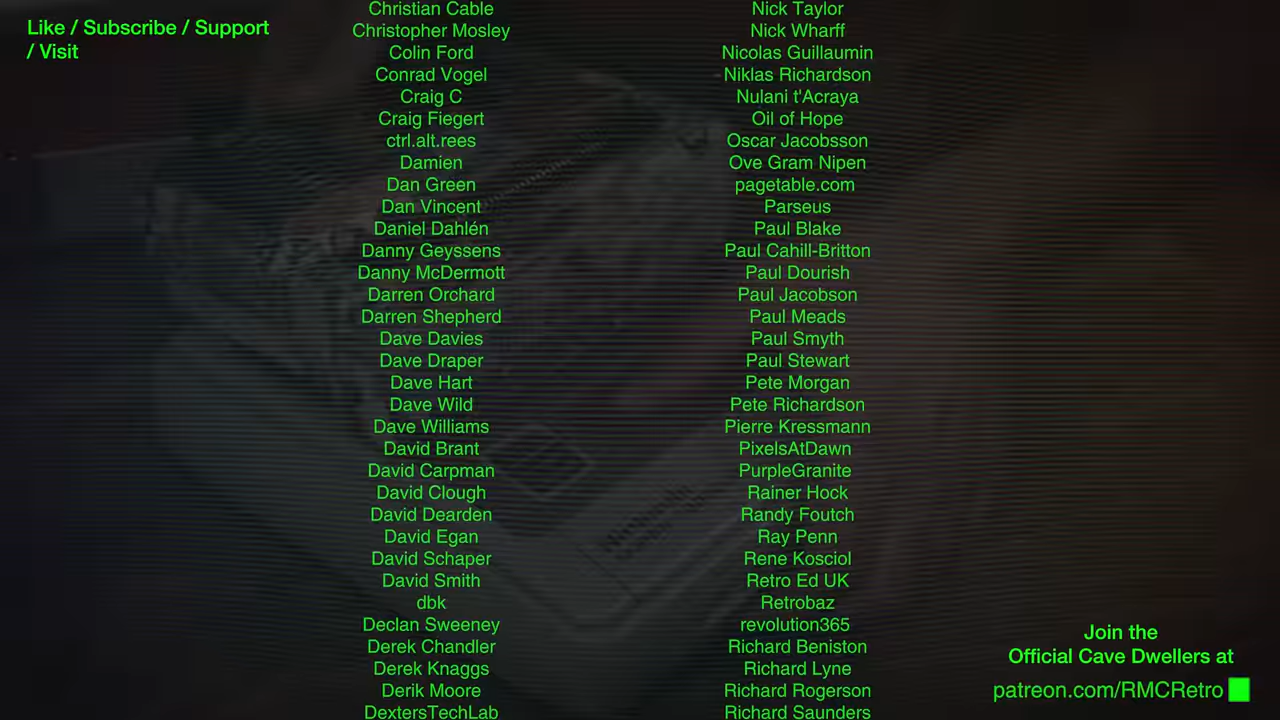 Like / Subscribe / Support
/ Visit
Christian Cable
Christopher Mosley
Colin Ford
Conrad Vogel
Craig C
Craig Fiegert
ctrl.alt.rees
Damien
Dan Green
Dan Vincent
Daniel Dahlén
Danny Geyssens
Danny McDermott
Darren Orchard
Darren Shepherd
Dave Davies
Dave Draper
Dave Hart
Dave Wild
Dave Williams
David Brant
David Carpman
David Clough
David Dearden
David Egan
David Schaper
David Smith
dbk
Declan Sweeney
Derek Chandler
Derek Knaggs
Derik Moore
DextersTechLab
Nick Taylor
Nick Wharff
Nicolas Guillaumin
Niklas Richardson
Nulani t'Acraya
Oil of Hope
Oscar Jacobsson
Ove Gram Nipen
pagetable.com
Parseus
Paul Blake
Paul Cahill-Britton
Paul Dourish
Paul Jacobson
Paul Meads
Paul Smyth
Paul Stewart
Pete Morgan
Pete Richardson
Pierre Kressmann
PixelsAtDawn
PurpleGranite
Rainer Hock
Randy Foutch
Ray Penn
Rene Kosciol
Retro Ed UK
Retrobaz
revolution365
Richard Beniston
Richard Lyne
Richard Rogerson
Richard Saunders
Join the
Official Cave Dwellers at
patreon.com/RMCRetro